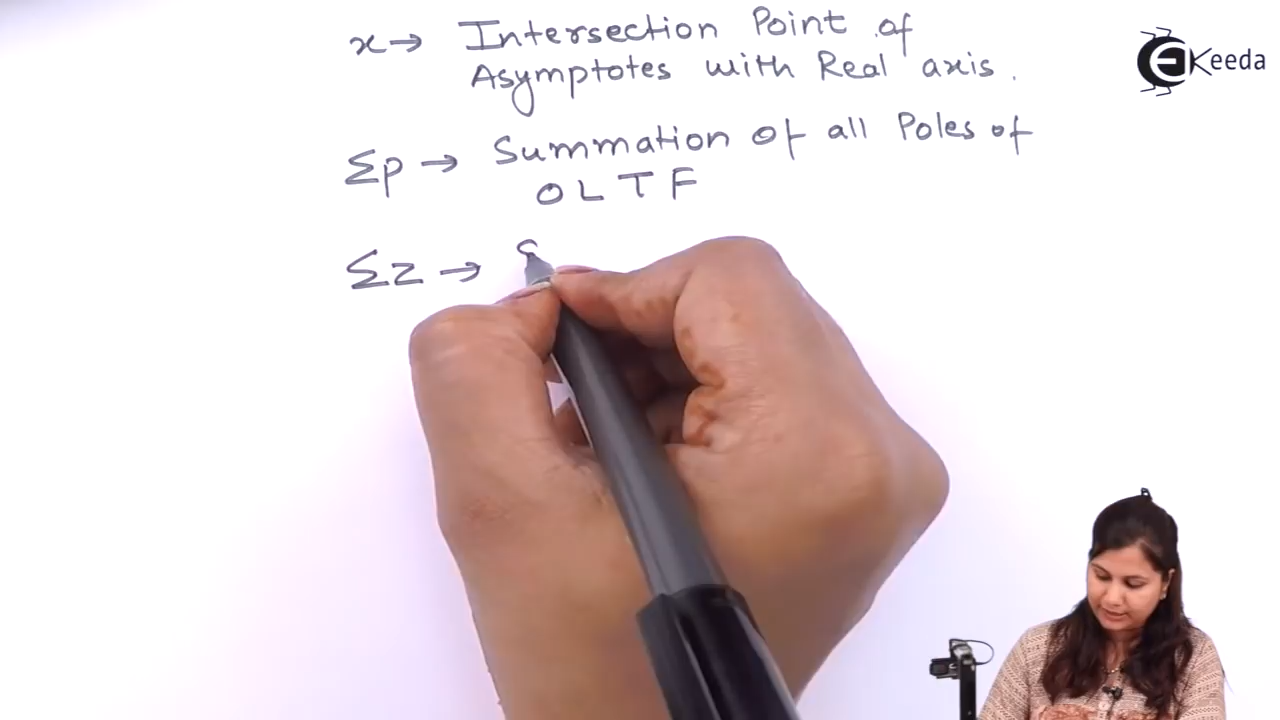 x → Intersection Point of
Asymptotes with Real axis.
Σp → Summation of all Poles of
OLTF
Σz → S
EKeeda